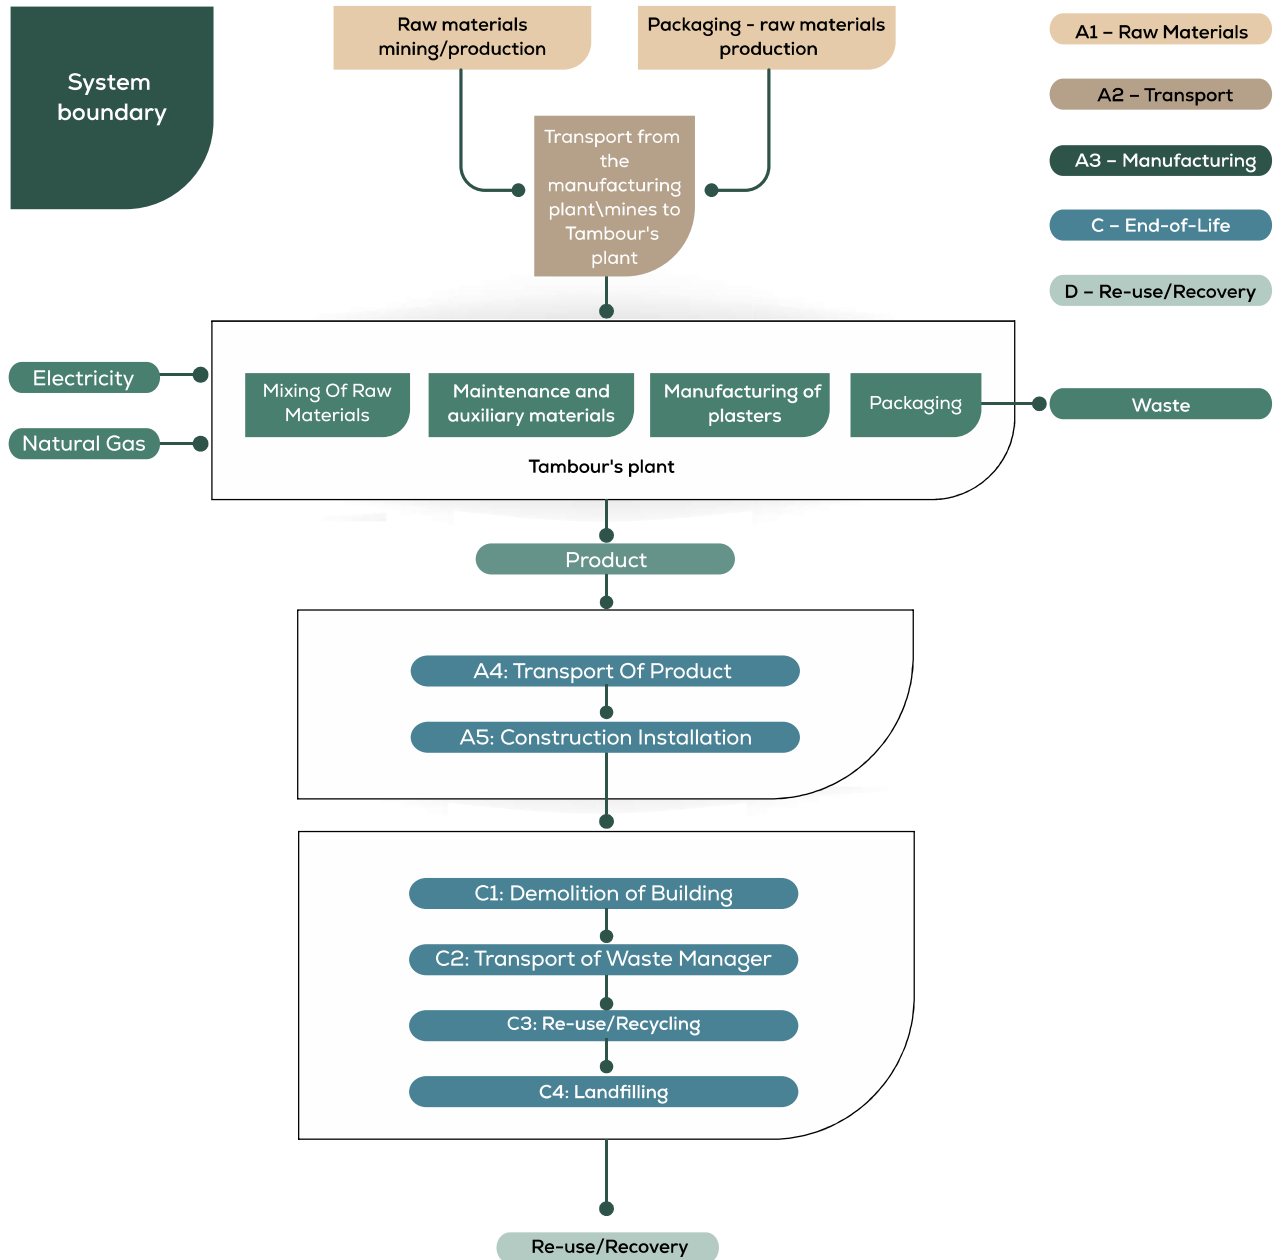 System
boundary
Raw materials
mining/production
Packaging - raw materials
production
A1 – Raw Materials
A2 – Transport
A3 – Manufacturing
C – End-of-Life
D – Re-use/Recovery
Transport from
the
manufacturing
plant\mines to
Tambour's
plant
Electricity
Natural Gas
Mixing Of Raw
Materials
Maintenance and
auxiliary materials
Manufacturing of
plasters
Packaging
Waste
Tambour's plant
Product
A4: Transport Of Product
A5: Construction Installation
C1: Demolition of Building
C2: Transport of Waste Manager
C3: Re-use/Recycling
C4: Landfilling
Re-use/Recovery